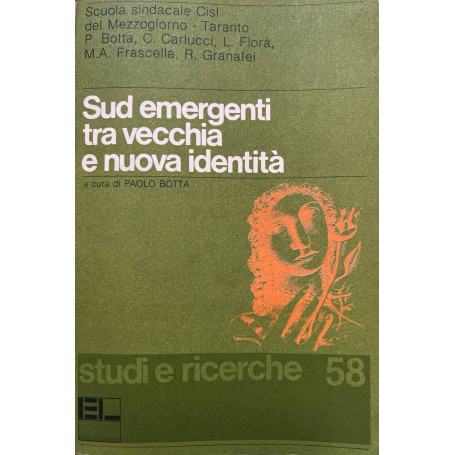 Scuola sindacale Cisl
del Mezzogiorno - Taranto
P. Botta, C. Carlucci, L. Florà,
M.A. Frascella, R. Granafei
Sud emergenti
tra vecchia
e nuova identità
a cura di PAOLO BOTTA
studi e ricerche 58
EL